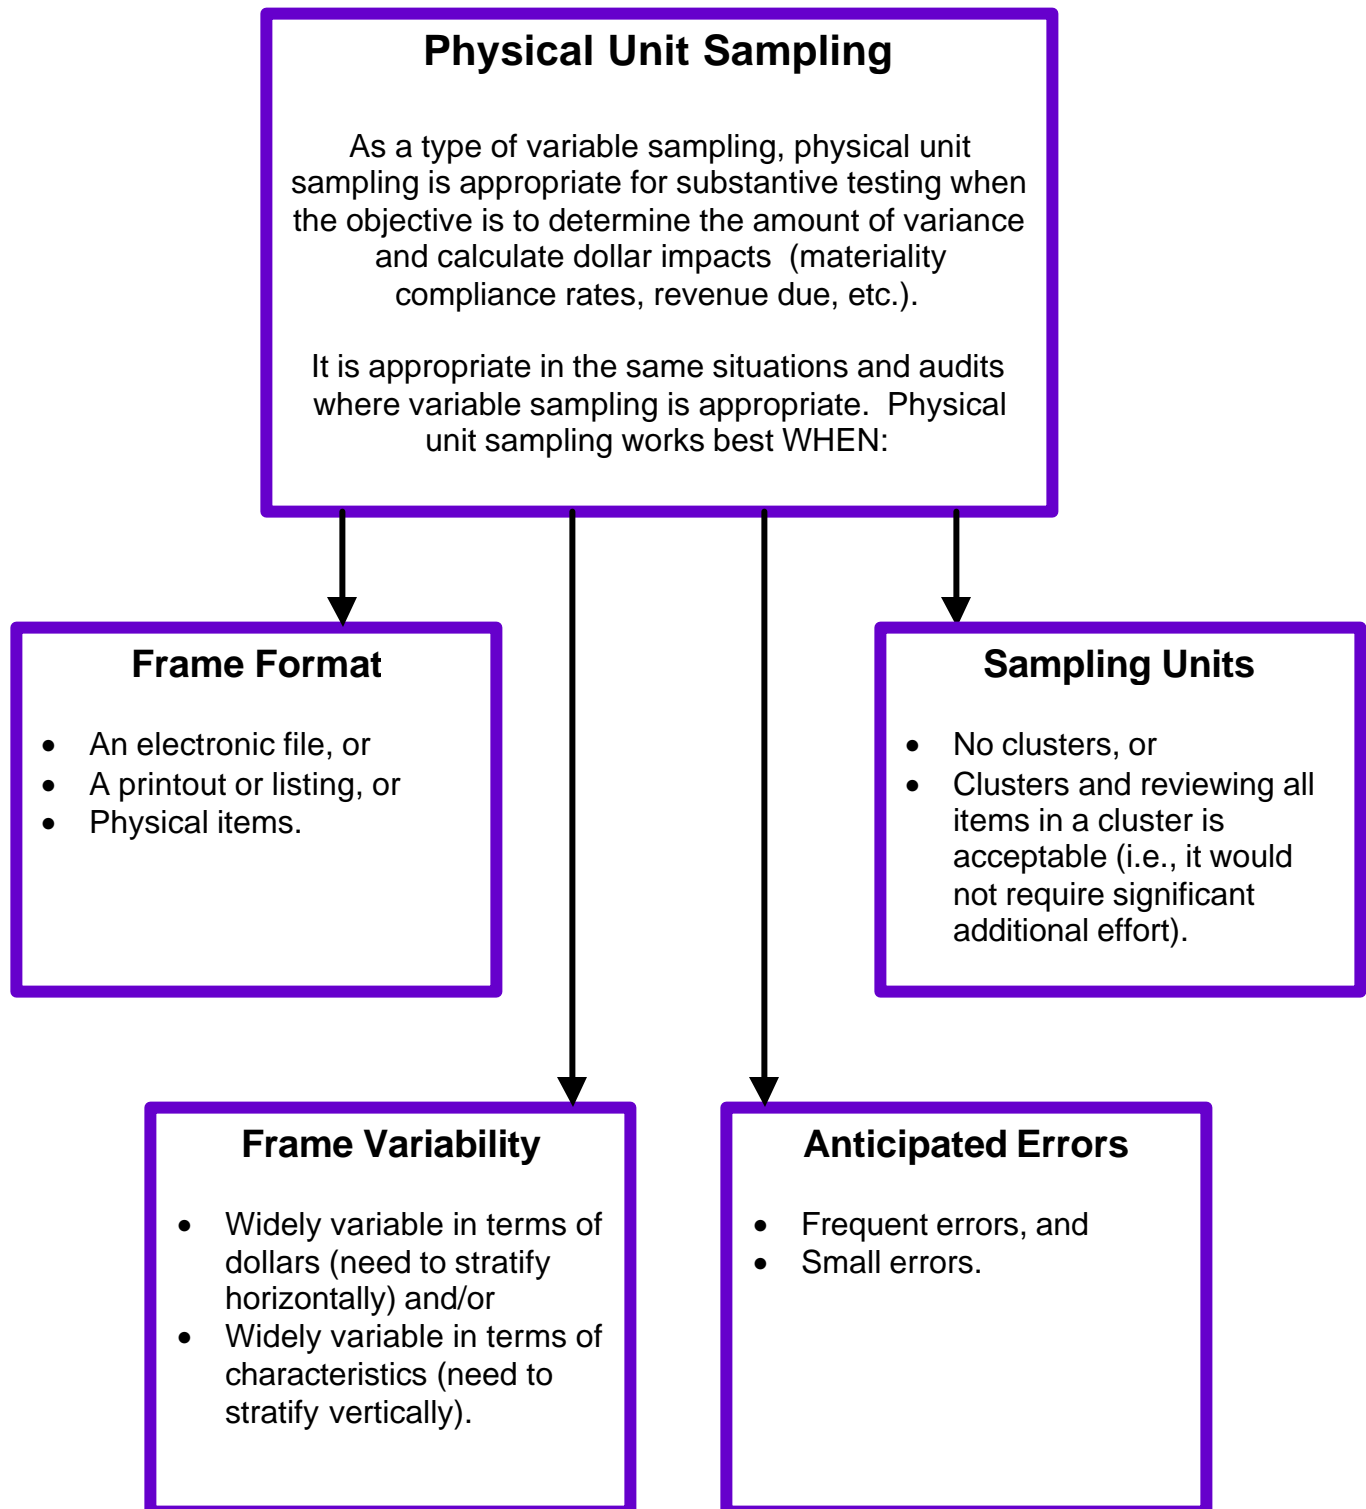 Physical Unit Sampling
As a type of variable sampling, physical unit
sampling is appropriate for substantive testing when
the objective is to determine the amount of variance
and calculate dollar impacts  (materiality
compliance rates, revenue due, etc.).
It is appropriate in the same situations and audits
where variable sampling is appropriate.  Physical
unit sampling works best WHEN:
Frame Format
• An electronic file, or
• A printout or listing, or
• Physical items.
Sampling Units
• No clusters, or
• Clusters and reviewing all
items in a cluster is
acceptable (i.e., it would
not require significant
additional effort).
Frame Variability
• Widely variable in terms of
dollars (need to stratify
horizontally) and/or
• Widely variable in terms of
characteristics (need to
stratify vertically).
Anticipated Errors
• Frequent errors, and
• Small errors.